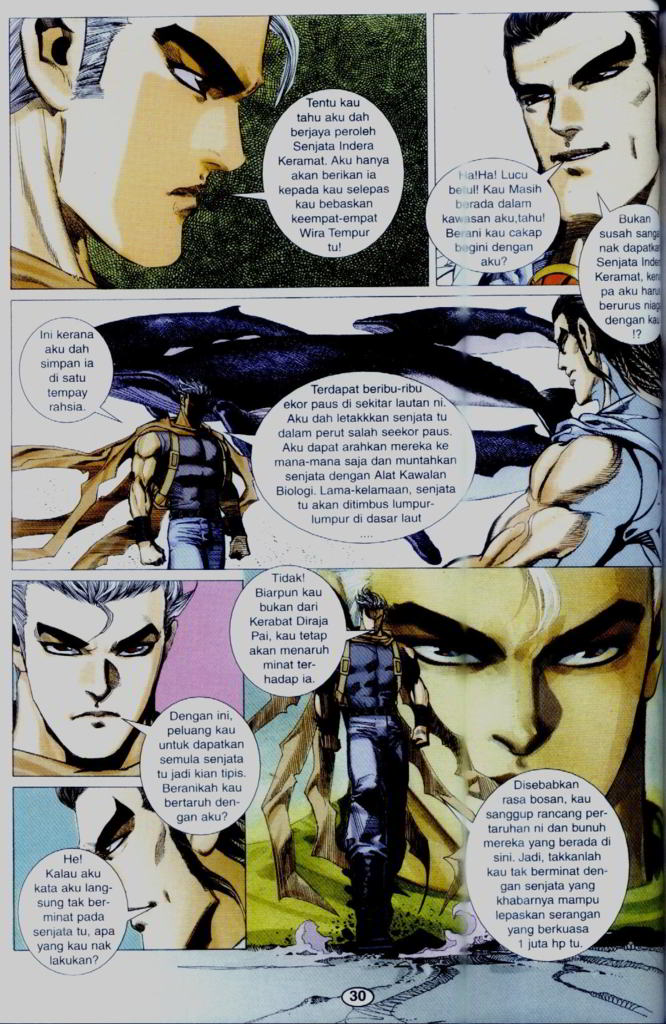 Tentu kau
tahu aku dah
berjaya peroleh
Senjata Indera
Keramat. Aku hanya
akan berikan ia
kepada kau selepas
kau bebaskan
keempat-empat
Wira Tempur
tu!
Ha!Ha! Lucu
betul! Kau Masih
berada dalam
kawasan aku,tahu!
Berani kau cakap
begini dengan
aku?
Bukan
susah sanga
nak dapatka
Senjata Inde
Keramat, ken
pa aku haru
berurus niaga
dengan kau
!?
Ini kerana
aku dah
simpan ia
di satu
tempay
rahsia.
Terdapat beribu-ribu
ekor paus di sekitar lautan ni.
Aku dah letakkkan senjata tu
dalam perut salah seekor paus.
Aku dapat arahkan mereka ke
mana-mana saja dan muntahkan
senjata dengan Alat Kawalan
Biologi. Lama-kelamaan, senjata
tu akan ditimbus lumpur-
lumpur di dasar laut
....
Tidak!
Biarpun kau
bukan dari
Kerabat Diraja
Pai, kau tetap
akan menaruh
minat ter-
hadap ia.
Dengan ini,
peluang kau
untuk dapatkan
semula senjata
tu jadi kian tipis.
Beranikah kau
bertaruh den-
gan aku?
Disebabkan
rasa bosan, kau
sanggup rancang per-
taruhan ni dan bunuh
mereka yang berada di
sini. Jadi, takkanlah
kau tak berminat den-
gan senjata yang
khabarnya mampu
lepaskan serangan
yang berkuasa
1 juta hp tu.
He!
Kalau aku
kata aku lang-
sung tak ber-
minat pada
senjata tu, apa
yang kau nak
lakukan?
30